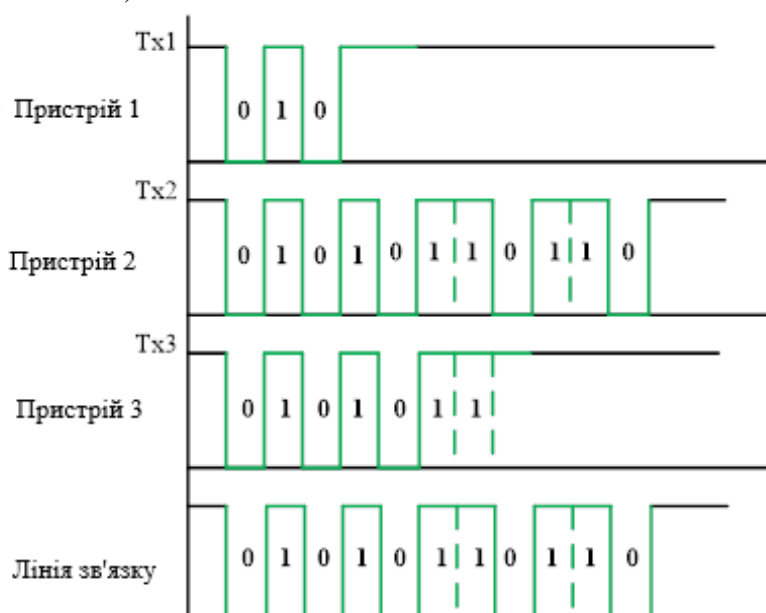 Tx1
Пристрій 1
0 1 0
Tx2
Пристрій 2
0 1 0 1 0 1 1 0 1 1 0
Tx3
Пристрій 3
0 1 0 1 0 1 1
Лінія зв'язку
0 1 0 1 0 1 1 0 1 1 0